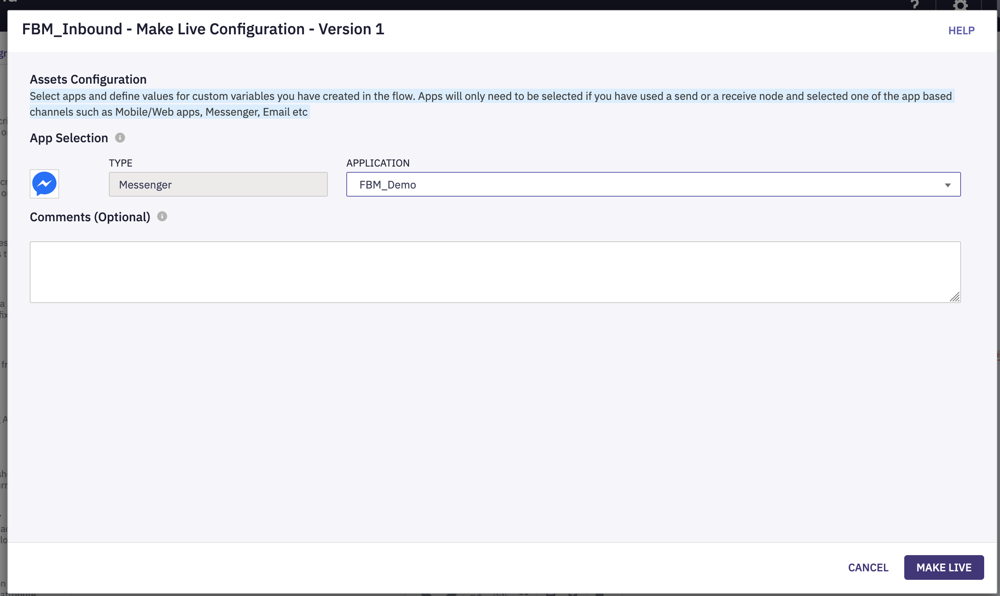 FBM_Inbound - Make Live Configuration - Version 1
HELP
Assets Configuration
Select apps and define values for custom variables you have created in the flow. Apps will only need to be selected if you have used a send or a receive node and selected one of the app based
channels such as Mobile/Web apps, Messenger, Email etc
App Selection
TYPE
APPLICATION
Messenger
FBM_Demo
Comments (Optional)
CANCEL
MAKE LIVE